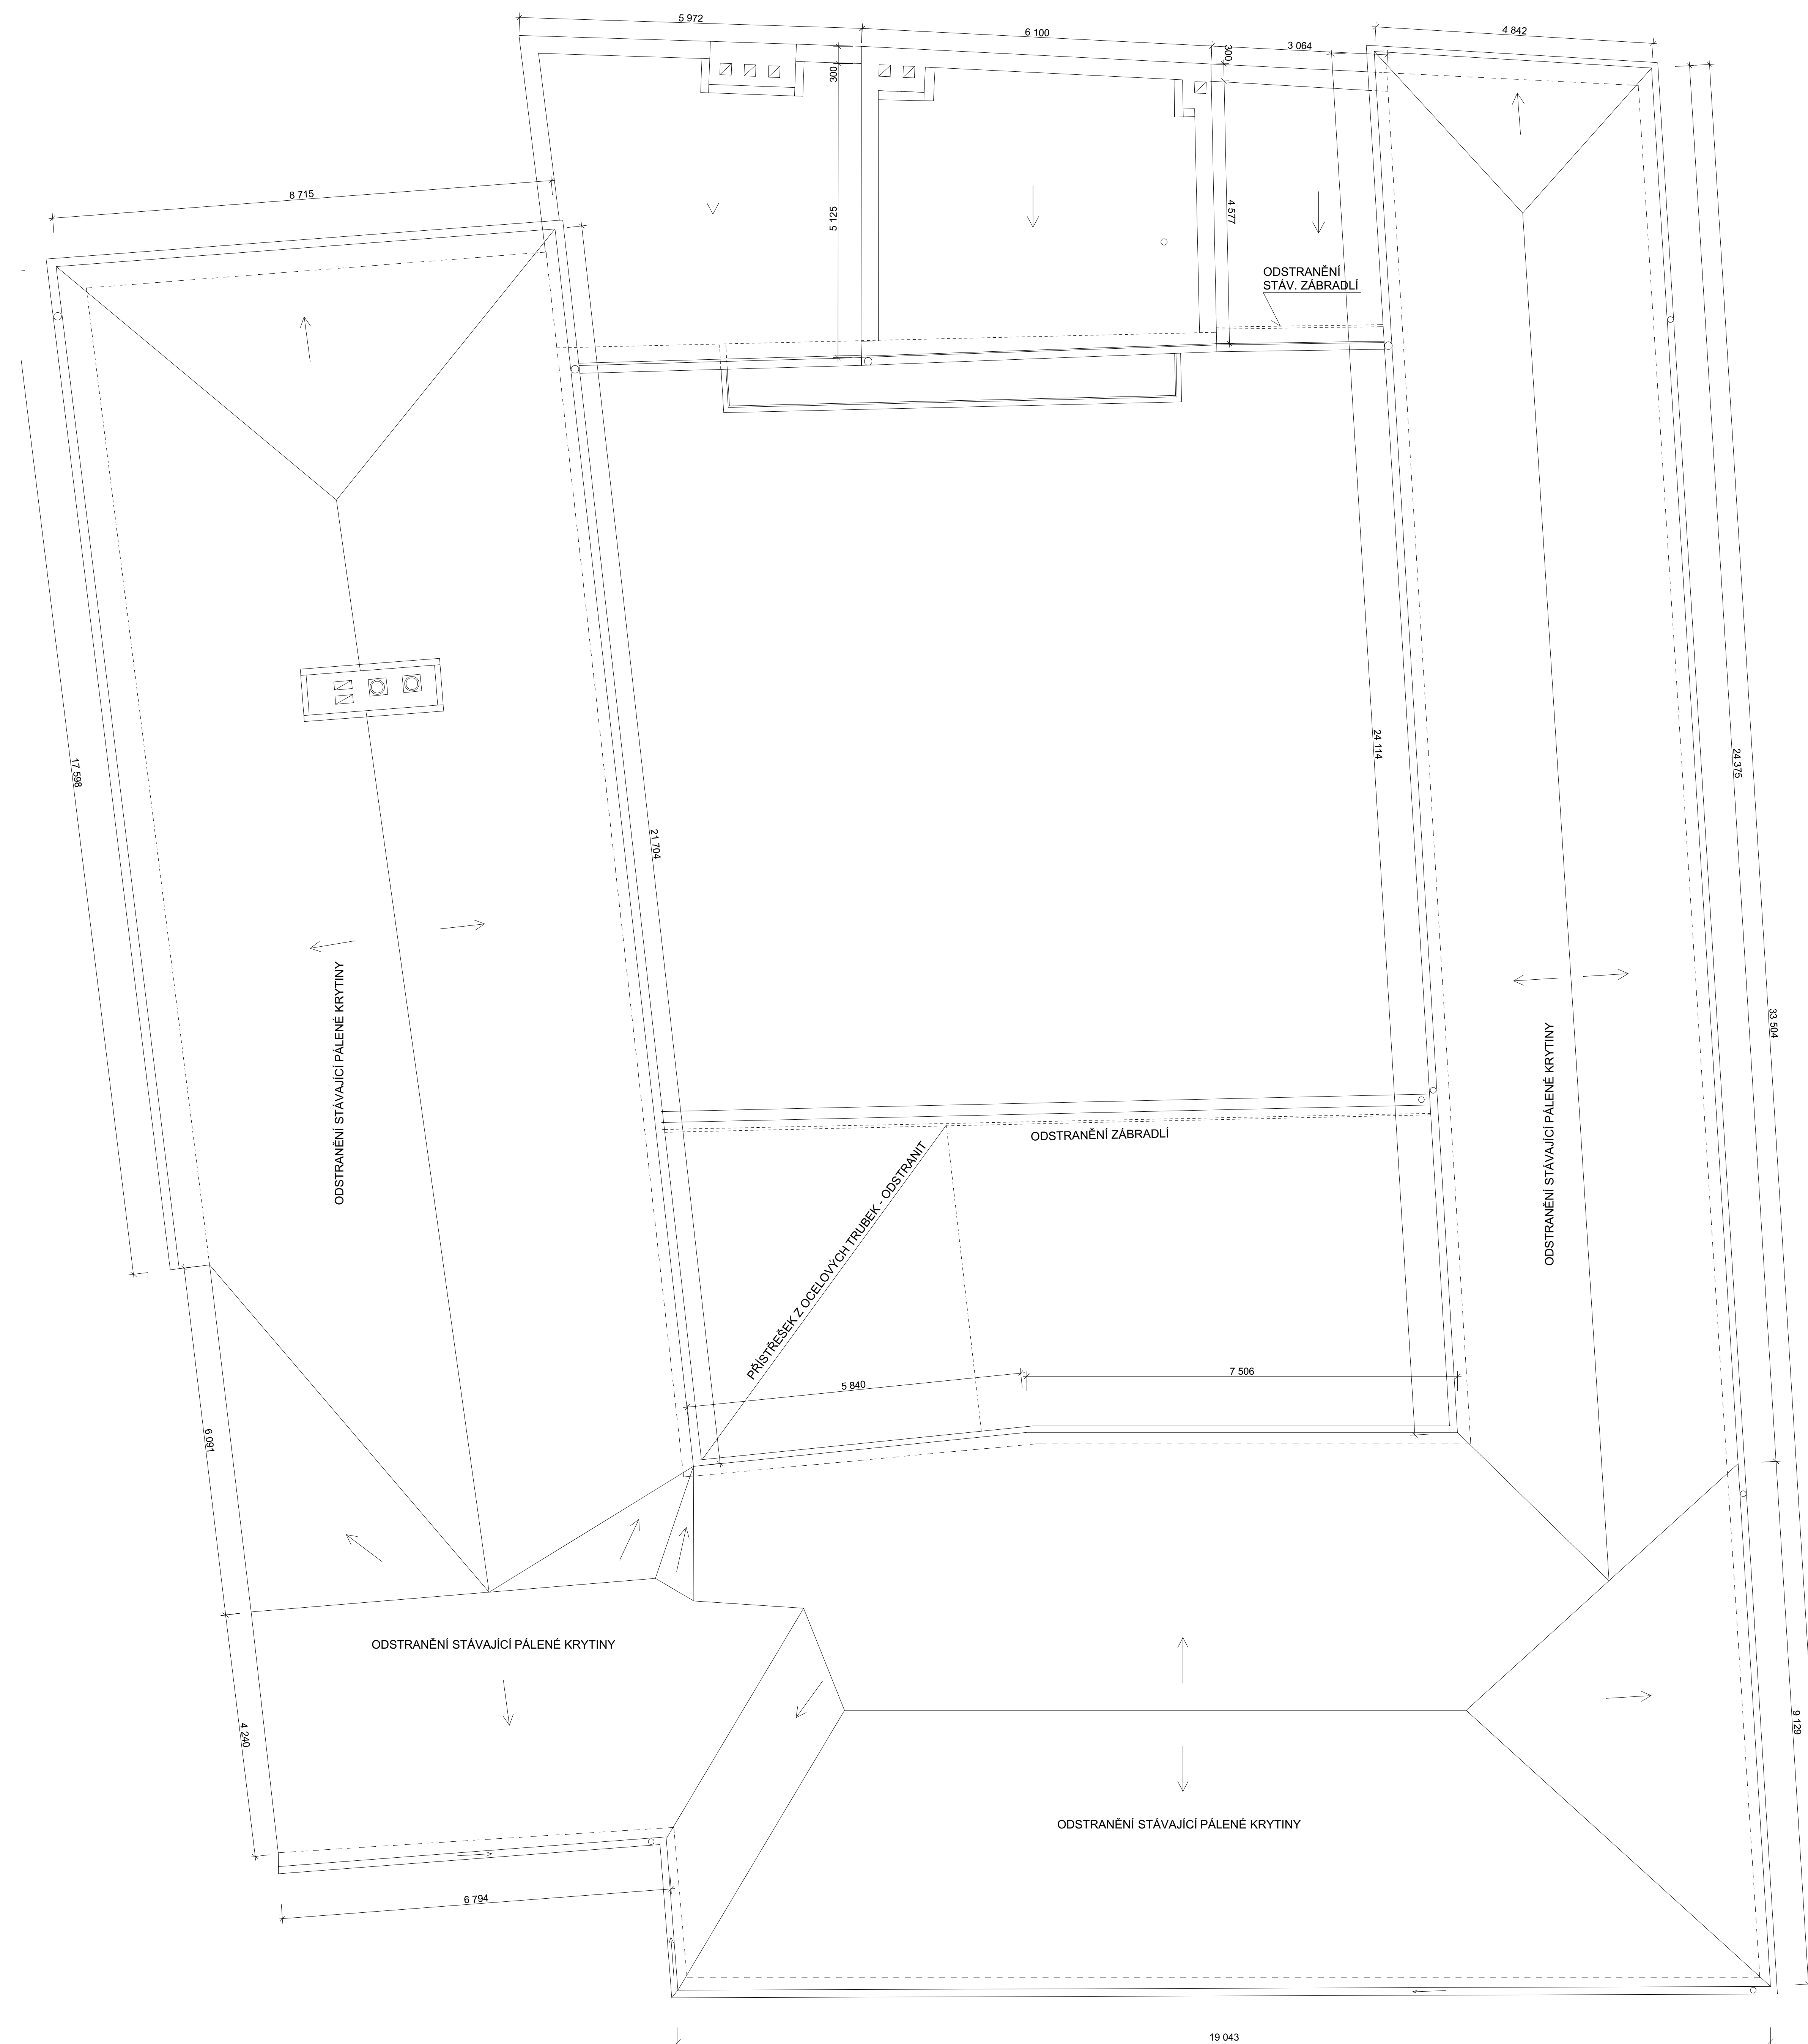 5 972
6 100
3 064
4 842
300
300
8 715
5 125
4 577
ODSTRANĚNÍ
STÁV. ZÁBRADLÍ
17 598
21 704
24 114
24 375
33 504
ODSTRANĚNÍ STÁVAJÍCÍ PÁLENÉ KRYTINY
ODSTRANĚNÍ STÁVAJÍCÍ PÁLENÉ KRYTINY
ODSTRANĚNÍ ZÁBRADLÍ
PŘÍSTŘEŠEK Z OCELOVÝCH TRUBEK - ODSTRANIT
5 840
7 506
6 091
ODSTRANĚNÍ STÁVAJÍCÍ PÁLENÉ KRYTINY
4 240
9 129
ODSTRANĚNÍ STÁVAJÍCÍ PÁLENÉ KRYTINY
6 794
19 043